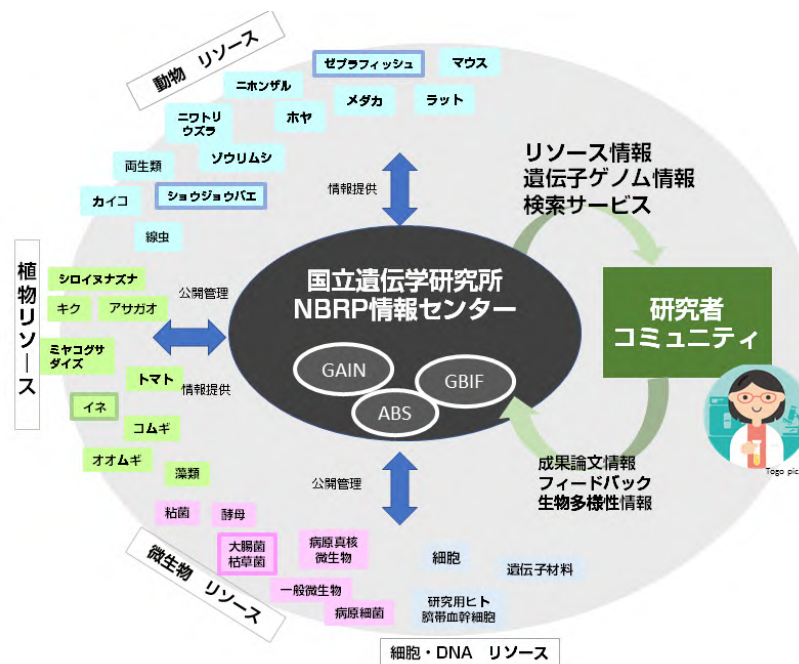 動物 リソース
ゼブラフィッシュ
マウス
ニホンザル
メダカ
ラット
ニワトリ
ウズラ
ホヤ
両生類
ゾウリムシ
カイコ
ショウジョウバエ
線虫
情報提供
リソース情報
遺伝子ゲノム情報
検索サービス
植物リソース
シロイヌナズナ
キク
アサガオ
ミヤコグサ
ダイズ
トマト
イネ
コムギ
オオムギ
藻類
公開管理
情報提供
国立遺伝学研究所
NBRP情報センター
GAIN
GBIF
ABS
研究者
コミュニティ
Togo pic
成果論文情報
フィードバック
生物多様性情報
公開管理
微生物 リソース
粘菌
酵母
大腸菌
枯草菌
病原真核
微生物
一般微生物
病原細菌
細胞
遺伝子材料
研究用ヒト
臍帯血幹細胞
細胞・DNA リソース